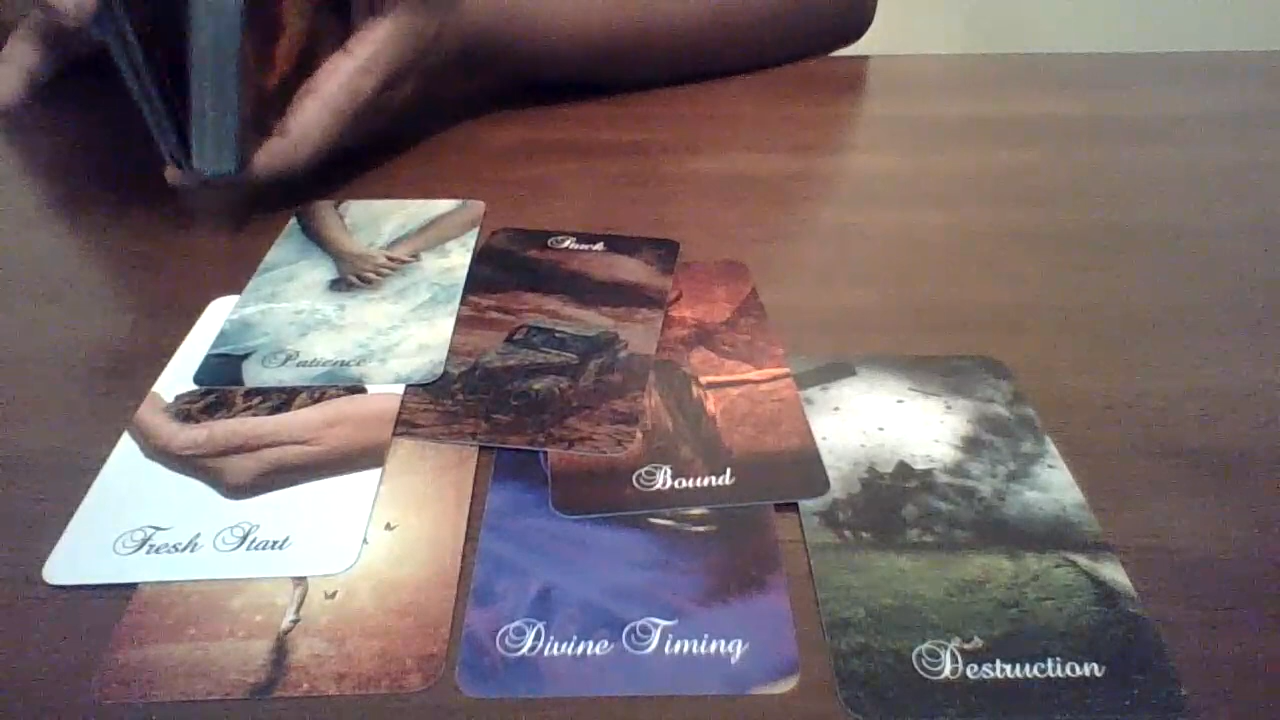 Patience
Bound
Fresh Start
Divine Timing
Destruction